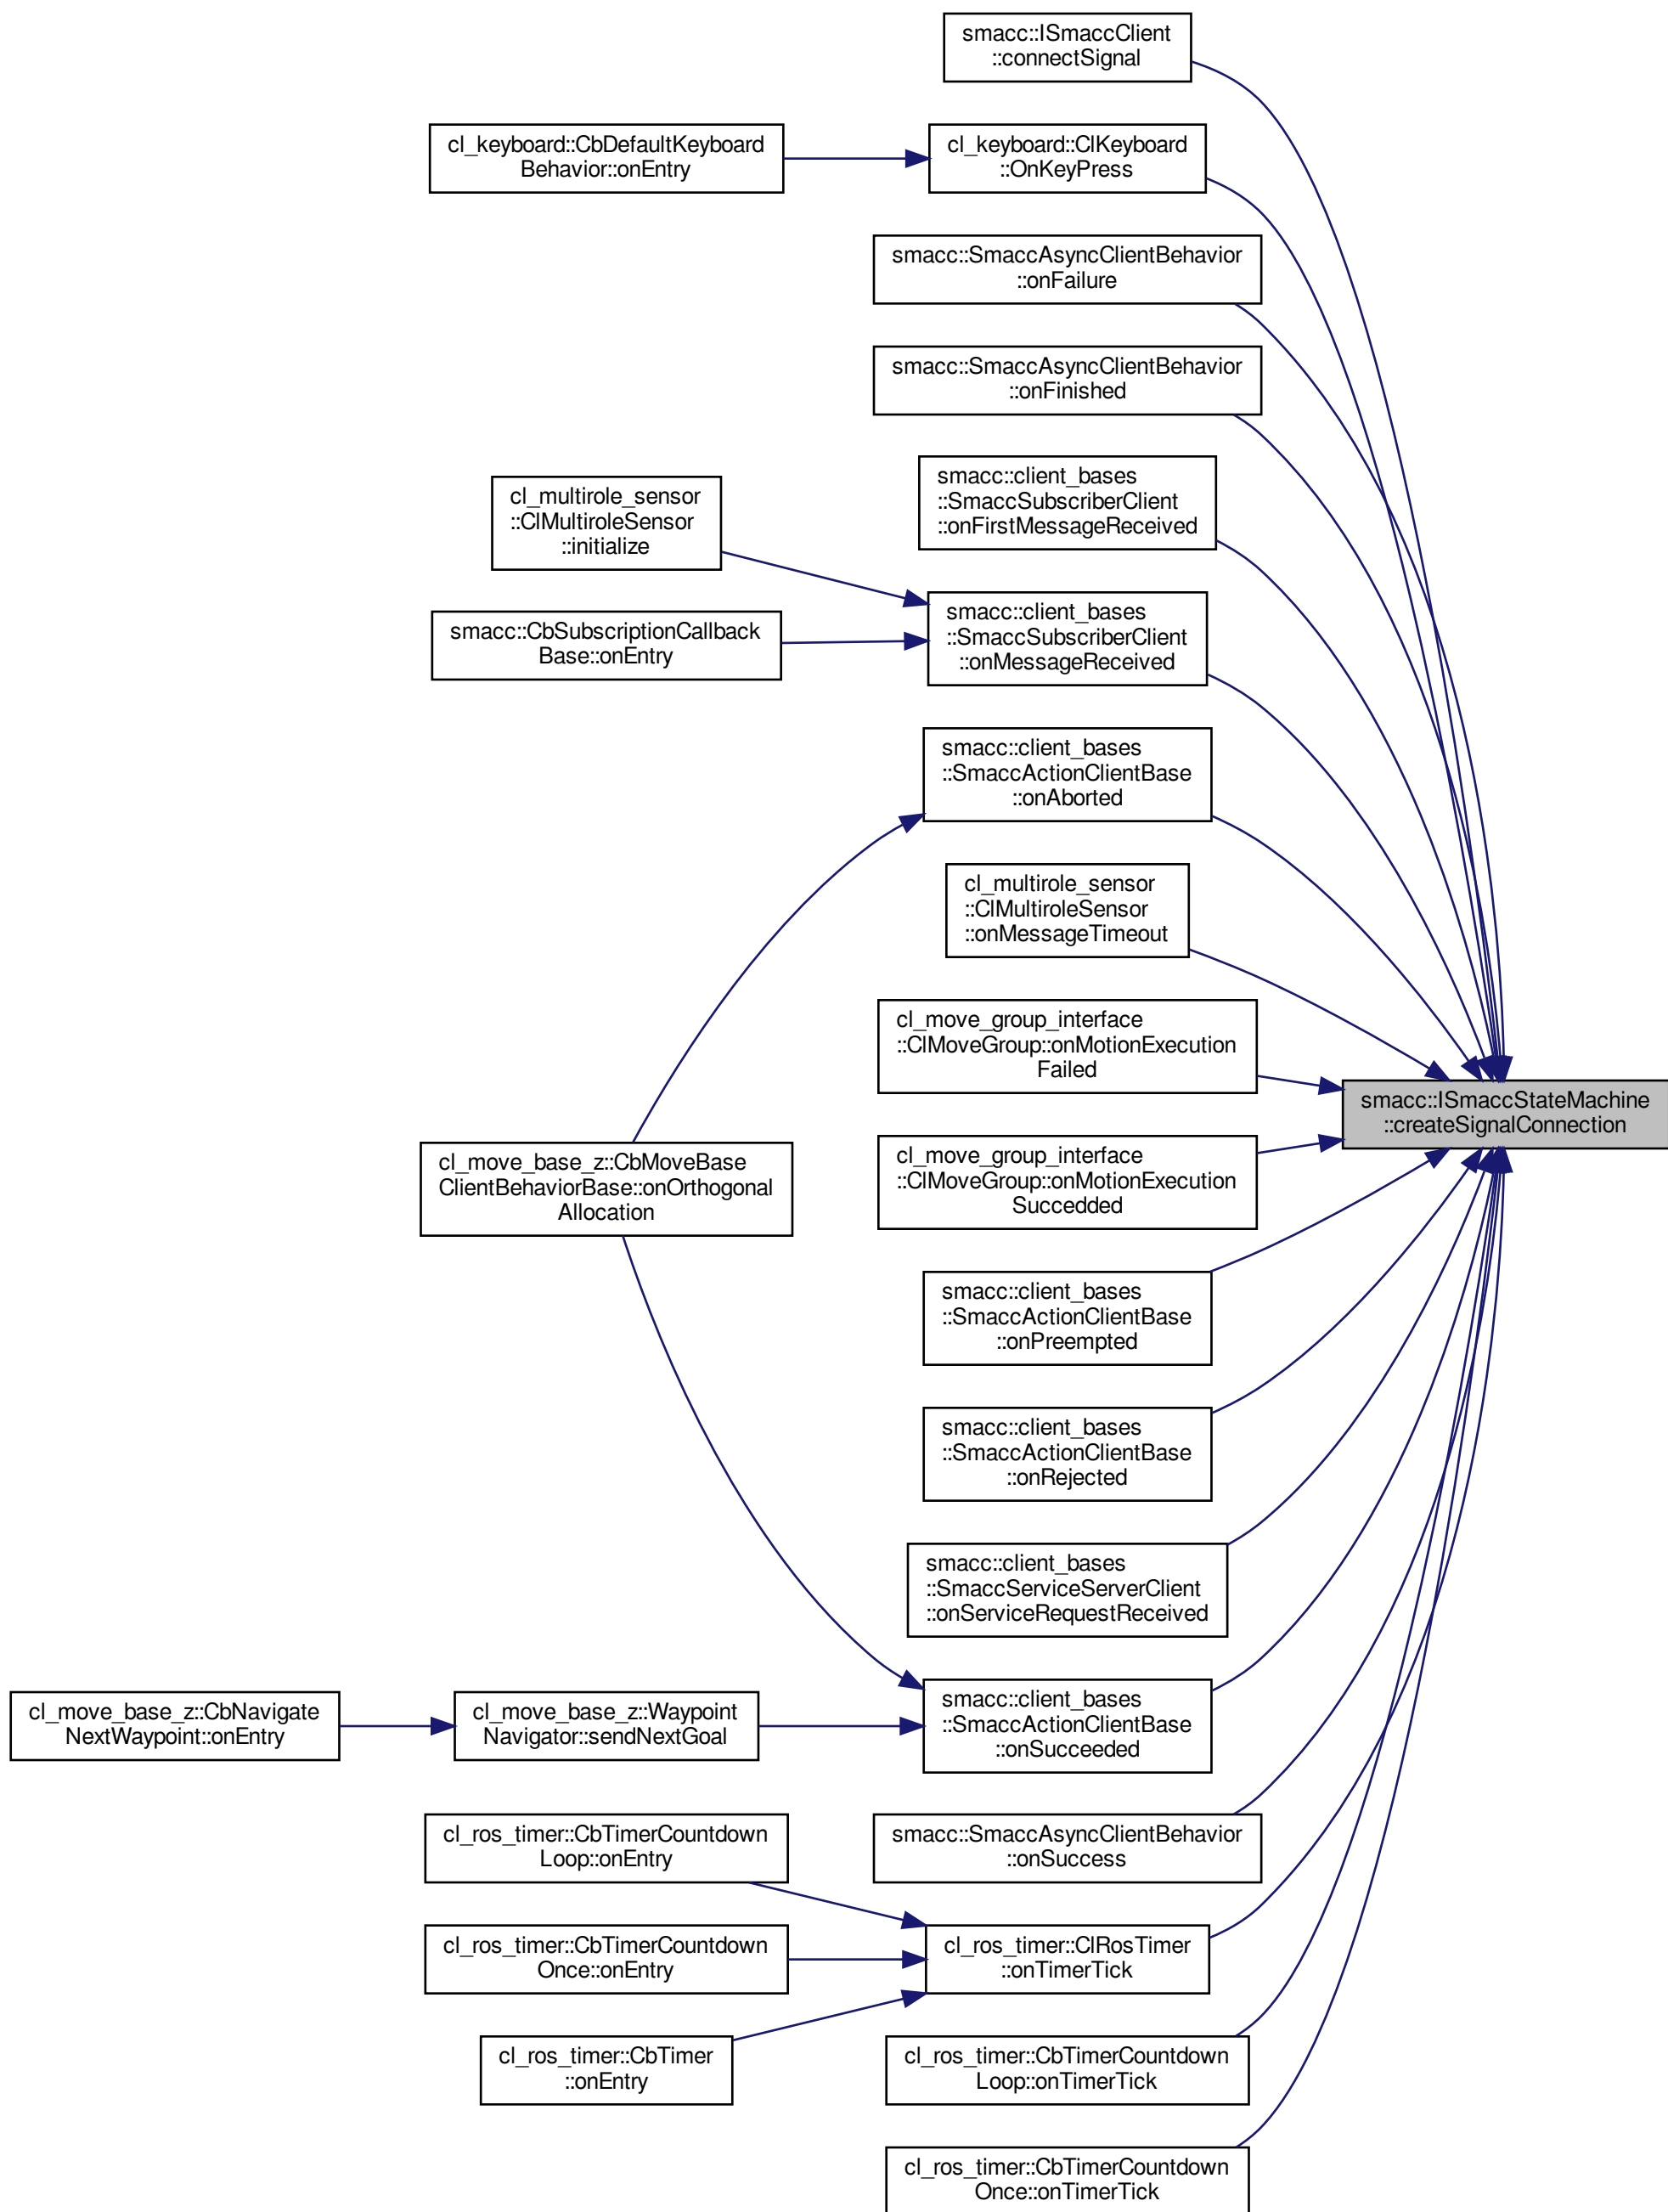 smacc::ISmaccClient
::connectSignal
cl_keyboard::CbDefaultKeyboard
Behavior::onEntry
cl_keyboard::ClKeyboard
::OnKeyPress
smacc::SmaccAsyncClientBehavior
::onFailure
smacc::SmaccAsyncClientBehavior
::onFinished
smacc::client_bases
::SmaccSubscriberClient
::onFirstMessageReceived
cl_multirole_sensor
::ClMultiroleSensor
::initialize
smacc::CbSubscriptionCallback
Base::onEntry
smacc::client_bases
::SmaccSubscriberClient
::onMessageReceived
smacc::client_bases
::SmaccActionClientBase
::onAborted
cl_multirole_sensor
::ClMultiroleSensor
::onMessageTimeout
cl_move_group_interface
::ClMoveGroup::onMotionExecution
Failed
smacc::ISmaccStateMachine
::createSignalConnection
cl_move_base_z::CbMoveBase
ClientBehaviorBase::onOrthogonal
Allocation
cl_move_group_interface
::ClMoveGroup::onMotionExecution
Succedded
smacc::client_bases
::SmaccActionClientBase
::onPreempted
smacc::client_bases
::SmaccActionClientBase
::onRejected
smacc::client_bases
::SmaccServiceServerClient
::onServiceRequestReceived
cl_move_base_z::CbNavigate
NextWaypoint::onEntry
cl_move_base_z::Waypoint
Navigator::sendNextGoal
smacc::client_bases
::SmaccActionClientBase
::onSucceeded
cl_ros_timer::CbTimerCountdown
Loop::onEntry
smacc::SmaccAsyncClientBehavior
::onSuccess
cl_ros_timer::CbTimerCountdown
Once::onEntry
cl_ros_timer::ClRosTimer
::onTimerTick
cl_ros_timer::CbTimer
::onEntry
cl_ros_timer::CbTimerCountdown
Loop::onTimerTick
cl_ros_timer::CbTimerCountdown
Once::onTimerTick